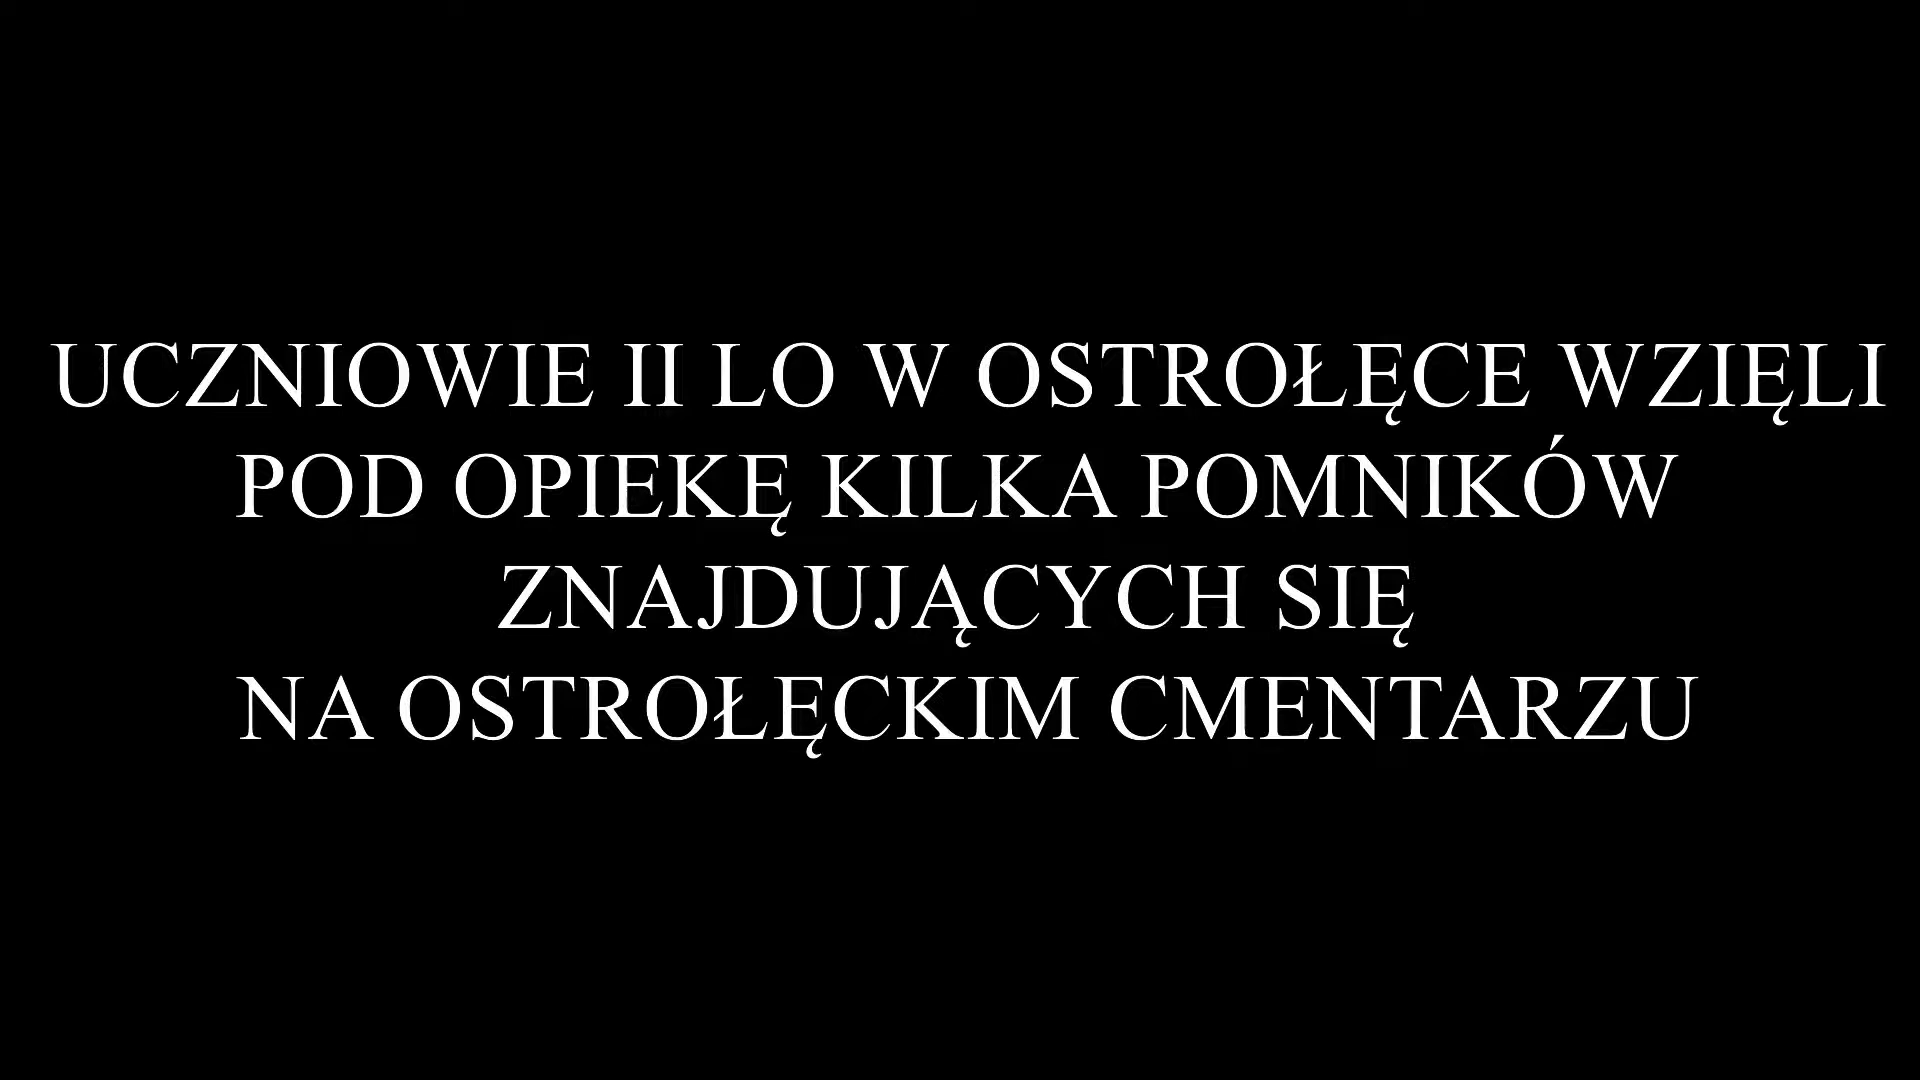 UCZNIOWIE II LO W OSTROŁĘCE WZIĘLI
POD OPIEKĘ KILKA POMNIKÓW
ZNAJDUJĄCYCH SIĘ
NA OSTROŁĘCKIM CMENTARZU